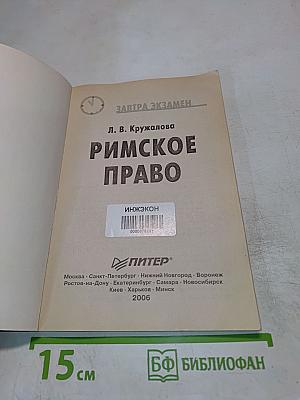 ЗАВТРА ЭКЗАМЕН
Л. В. Кружалова
РИМСКОЕ
ПРАВО
ИНЖЭКОН
ПИТЕР®
Москва · Санкт-Петербург · Нижний Новгород · Воронеж
Ростов-на-Дону · Екатеринбург · Самара · Новосибирск
Киев · Харьков · Минск
2006
15 см
БФ БИБЛИОФАН